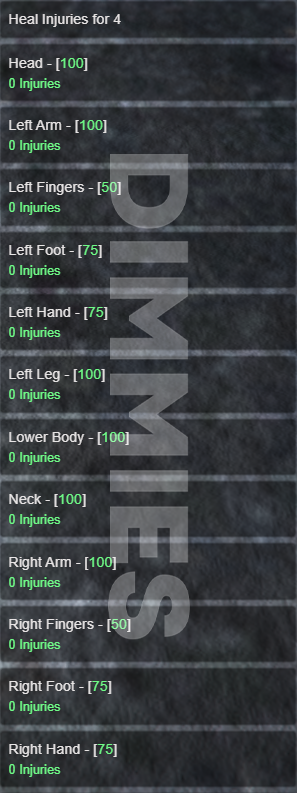 Heal Injuries for 4
Head - [100]
0 Injuries
Left Arm - [100]
0 Injuries
Left Fingers - [50]
0 Injuries
Left Foot - [75]
0 Injuries
Left Hand - [75]
0 Injuries
Left Leg - [100]
0 Injuries
Lower Body - [100]
0 Injuries
Neck - [100]
0 Injuries
Right Arm - [100]
0 Injuries
Right Fingers - [50]
0 Injuries
Right Foot - [75]
0 Injuries
Right Hand - [75]
0 Injuries
DIMMIES